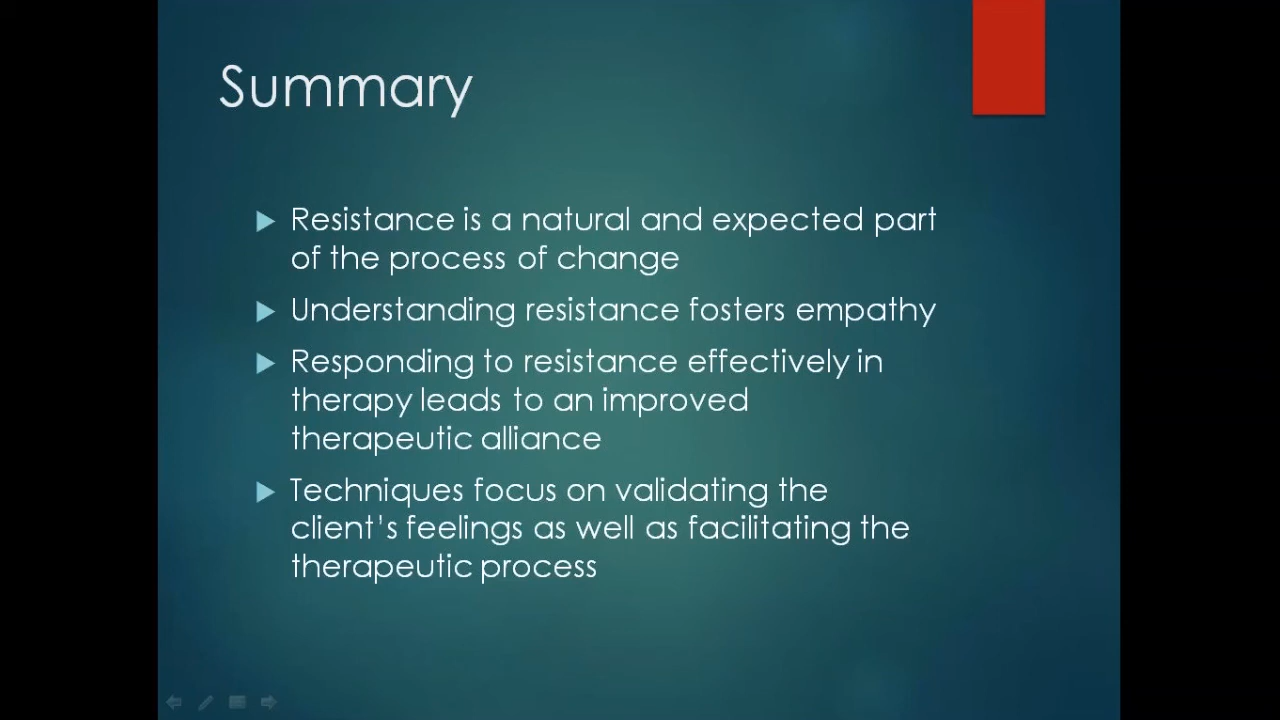 Summary
Resistance is a natural and expected part
of the process of change
Understanding resistance fosters empathy
Responding to resistance effectively in
therapy leads to an improved
therapeutic alliance
Techniques focus on validating the
client's feelings as well as facilitating the
therapeutic process